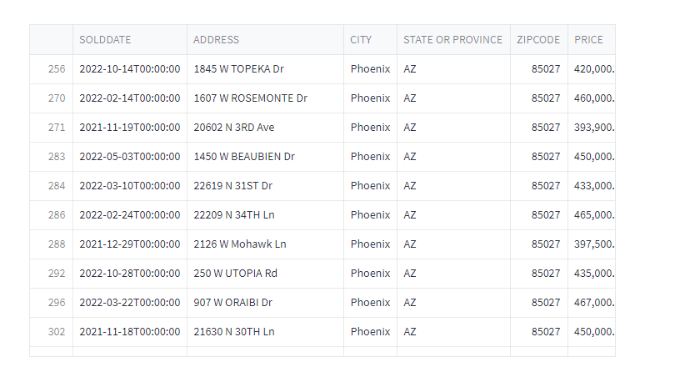 SOLDDATE ADDRESS CITY STATE OR PROVINCE ZIPCODE PRICE
256 2022-10-14T00:00:00 1845 W TOPEKA Dr Phoenix AZ 85027 420,000.
270 2022-02-14T00:00:00 1607 W ROSEMONTE Dr Phoenix AZ 85027 460,000.
271 2021-11-19T00:00:00 20602 N 3RD Ave Phoenix AZ 85027 393,900.
283 2022-05-03T00:00:00 1450 W BEAUBIEN Dr Phoenix AZ 85027 450,000.
284 2022-03-10T00:00:00 22619 N 31ST Dr Phoenix AZ 85027 433,000.
286 2022-02-24T00:00:00 22209 N 34TH Ln Phoenix AZ 85027 465,000.
288 2021-12-29T00:00:00 2126 W Mohawk Ln Phoenix AZ 85027 397,500.
292 2022-10-28T00:00:00 250 W UTOPIA Rd Phoenix AZ 85027 435,000.
296 2022-03-22T00:00:00 907 W ORAIBI Dr Phoenix AZ 85027 467,000.
302 2021-11-18T00:00:00 21630 N 30TH Ln Phoenix AZ 85027 450,000.